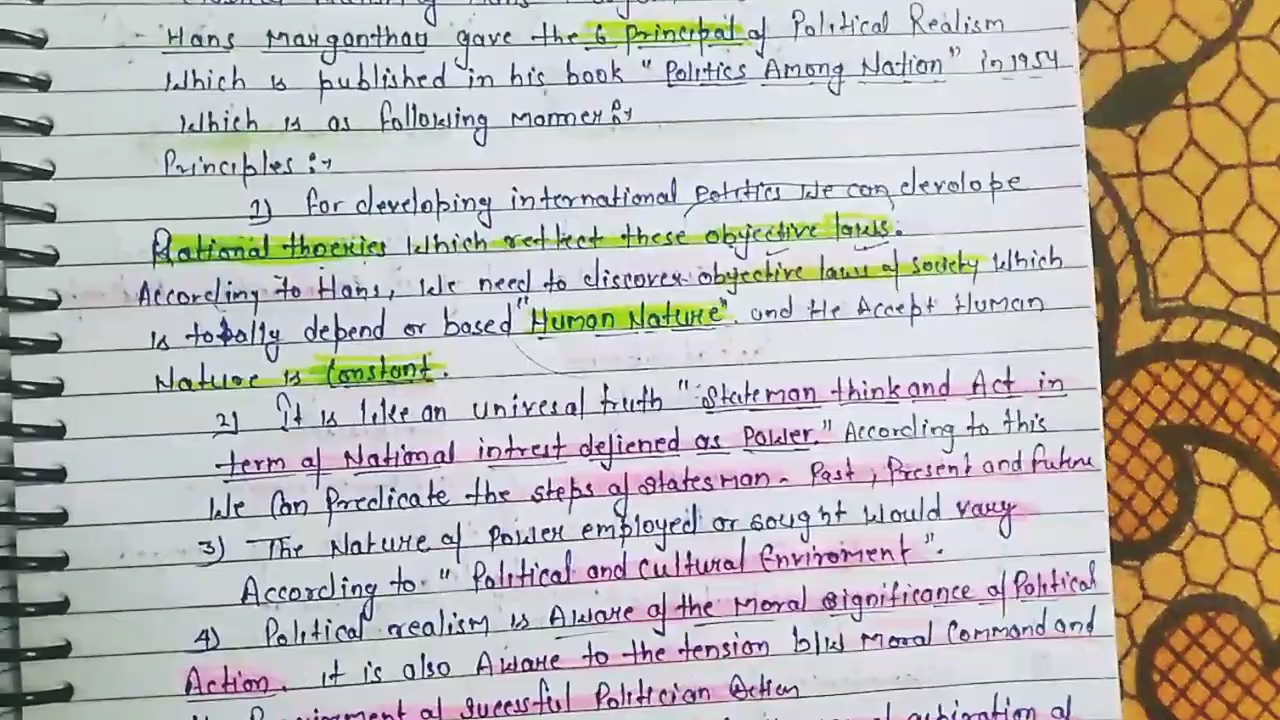 Hans Marganthau gave the 6 Principal of Political Realism
Which is published in his book "Politics Among Nation" in 1954
Which is as following manner:-
Principles :-
1) for developing international politics we can devolope
Rational thoeries which reflect these objective laws.
According to Hans, We need to discover objective laws of society which
is totally depend or based "Human Nature". and He Accept Human
Nature is Constant.
2) It is like an univesal truth "Stateman think and Act in
term of National intrest defiened as Power." According to this
We Can Predicate the steps of statesman - Past, Present and future
3) The Nature of Power employed or sought would vary
According to "Political and cultural Enviroment".
4) Political realism is Aware of the moral significance of Political
Action. it is also Aware to the tension b/w Moral Command and
of sucessful Politician Action
of